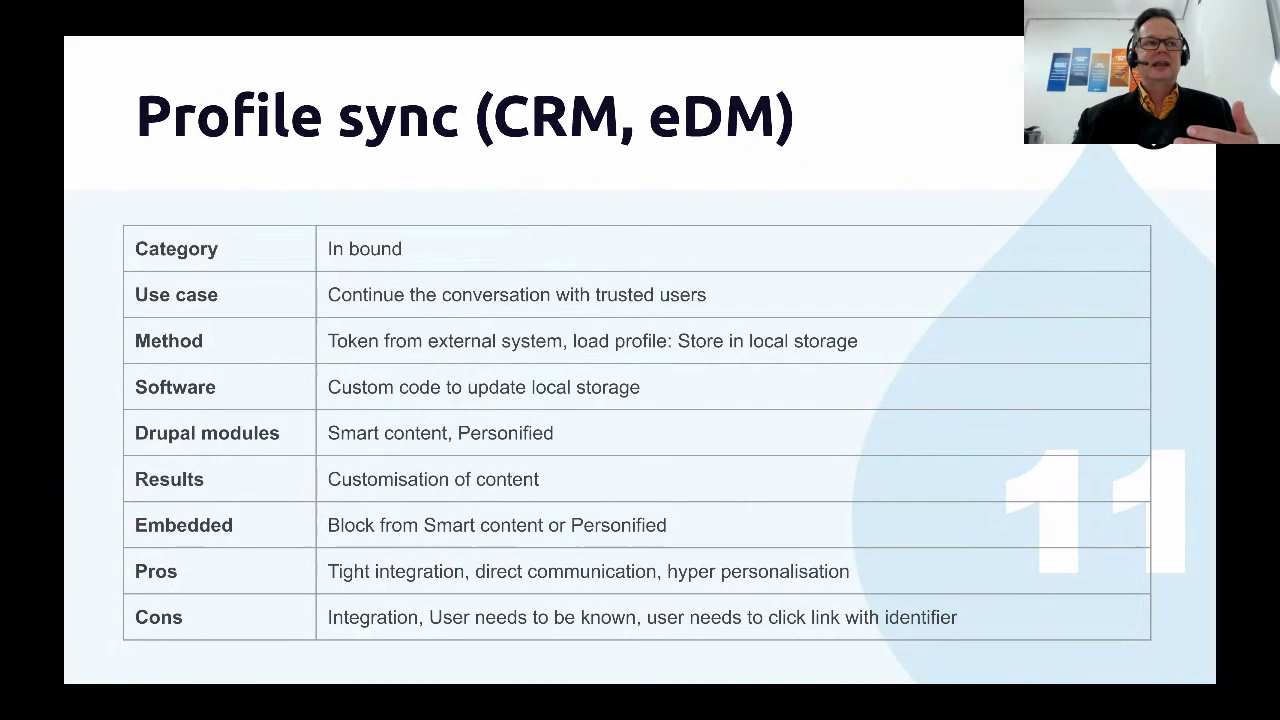 Profile sync (CRM, eDM)
Category In bound
Use case Continue the conversation with trusted users
Method Token from external system, load profile: Store in local storage
Software Custom code to update local storage
Drupal modules Smart content, Personified
Results Customisation of content
Embedded Block from Smart content or Personified
Pros Tight integration, direct communication, hyper personalisation
Cons Integration, User needs to be known, user needs to click link with identifier
11